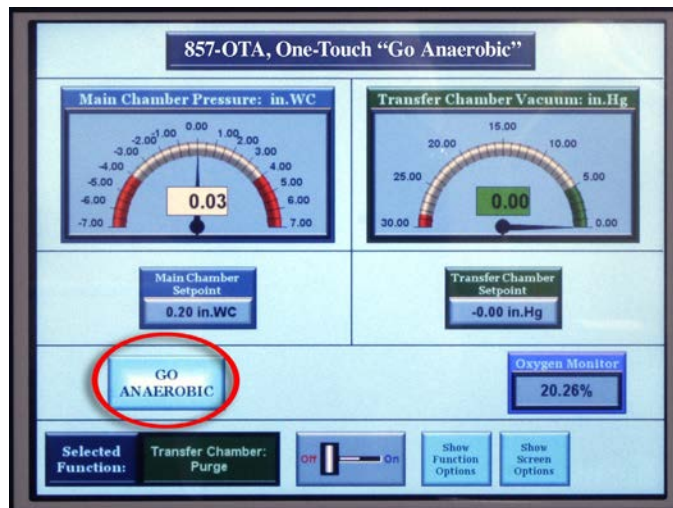 857-OTA, One-Touch “Go Anaerobic”
Main Chamber Pressure: in.WC
-7.00
-6.00
-5.00
-4.00
-3.00
-2.00
-1.00
0.00
1.00
2.00
3.00
4.00
5.00
6.00
7.00
0.03
Transfer Chamber Vacuum: in.Hg
30.00
25.00
20.00
15.00
10.00
5.00
0.00
0.00
Main Chamber
Setpoint
0.20 in.WC
Transfer Chamber
Setpoint
-0.00 in.Hg
GO
ANAEROBIC
Oxygen Monitor
20.26%
Selected
Function:
Transfer Chamber:
Purge
Off
On
Show
Function
Options
Show
Screen
Options